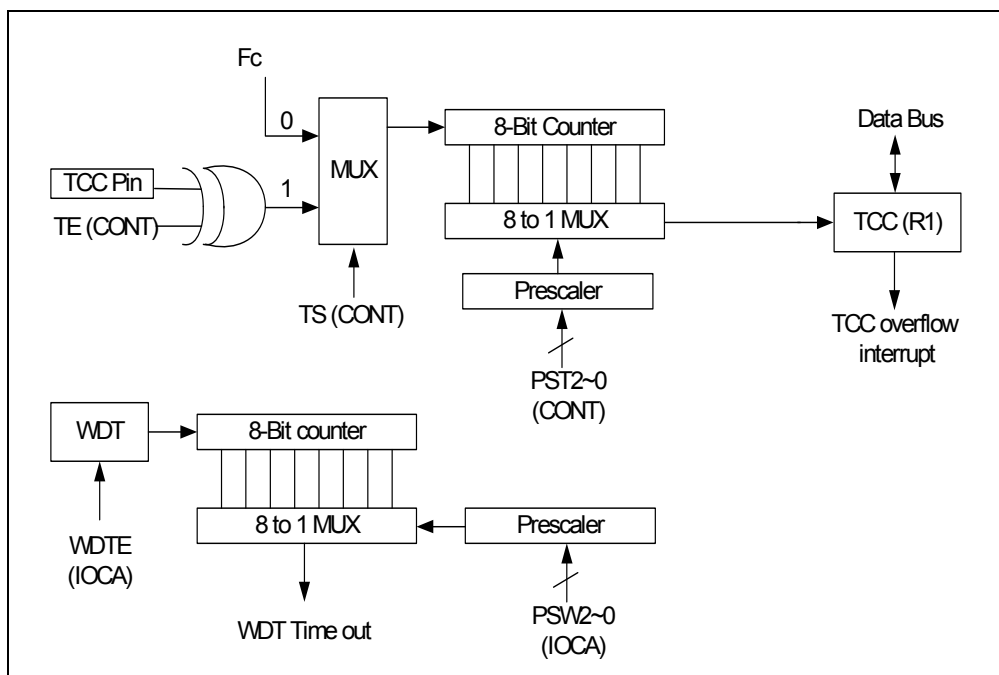 Fc
0
MUX
8-Bit Counter
Data Bus
TCC Pin
1
TE (CONT)
8 to 1 MUX
TCC (R1)
Prescaler
TS (CONT)
TCC overflow
interrupt
PST2~0
(CONT)
WDT
8-Bit counter
8 to 1 MUX
Prescaler
WDTE
(IOCA)
WDT Time out
PSW2~0
(IOCA)